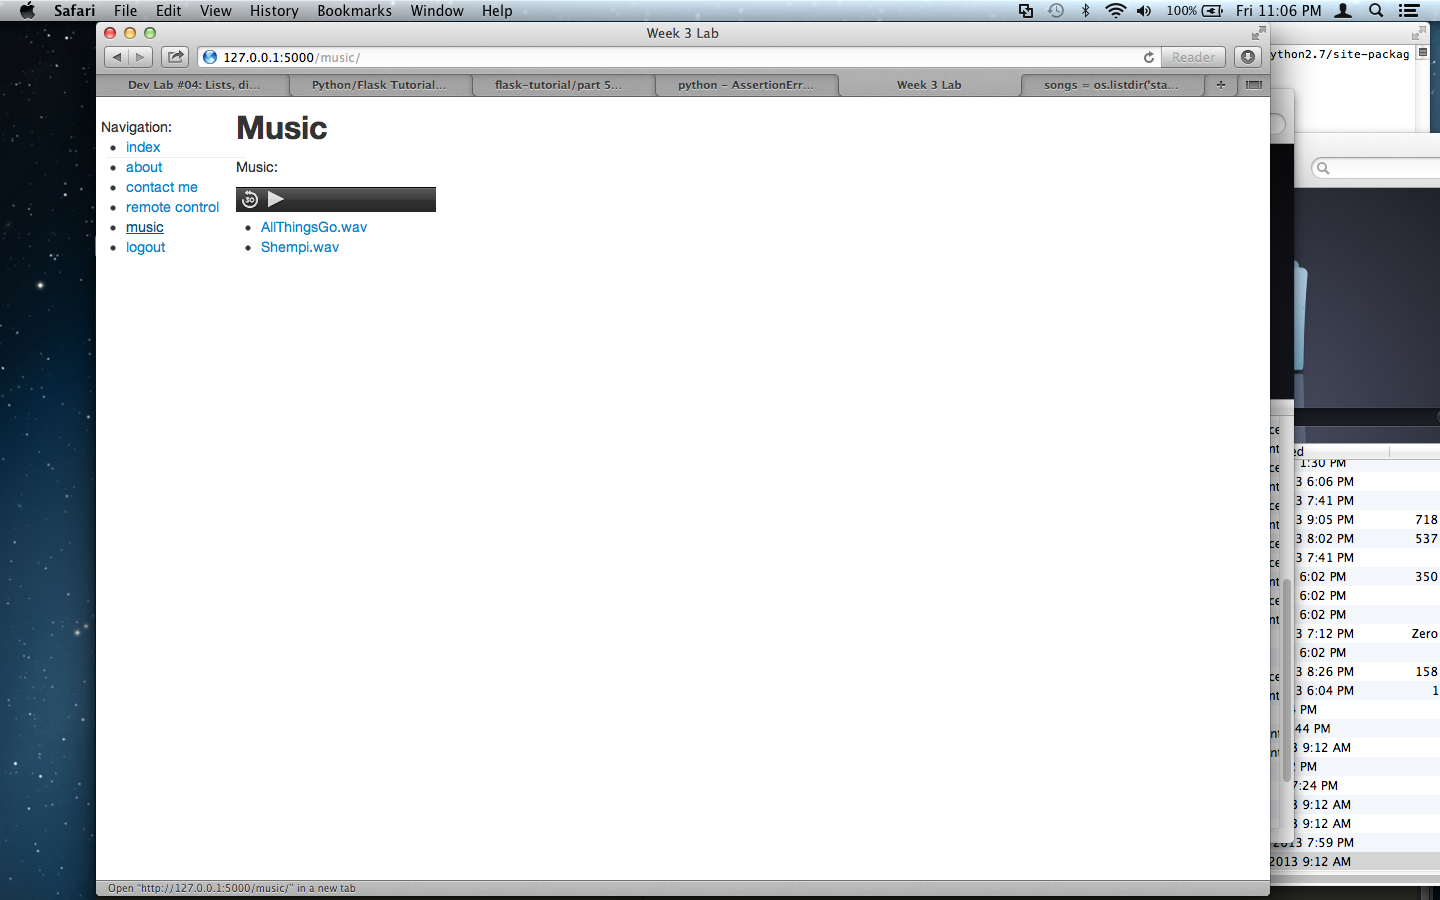 Safari File Edit View History Bookmarks Window Help 100% Fri 11:06 PM
Week 3 Lab
127.0.0.1:5000/music/ Reader
Dev Lab #04: Lists, di... Python/Flask Tutorial... flask-tutorial/part 5... python - AssertionErr... Week 3 Lab songs = os.listdir('sta... +
ython2.7/site-packag
Navigation:
index
about
contact me
remote control
music
logout
Music
Music:
30
AllThingsGo.wav
Shempi.wav
ed
1:30 PM
3 6:06 PM
3 7:41 PM
3 9:05 PM 718
3 8:02 PM 537
3 7:41 PM
6:02 PM 350
6:02 PM
6:02 PM
3 7:12 PM Zero
6:02 PM
3 8:26 PM 158
3 6:04 PM 1
PM
44 PM
3 9:12 AM
PM
7:24 PM
3 9:12 AM
3 9:12 AM
2013 7:59 PM
2013 9:12 AM
Open "http://127.0.0.1:5000/music/" in a new tab